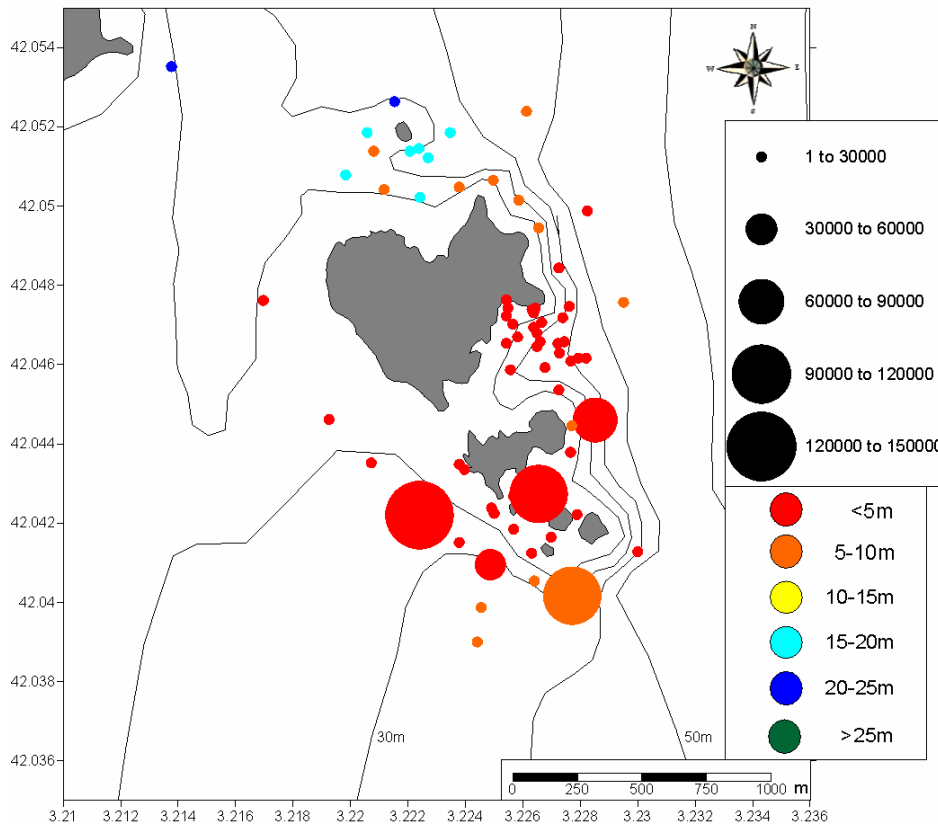 42.054
42.052
42.05
42.048
42.046
42.044
42.042
42.04
42.038
42.036
N
W
E
S
1 to 30000
30000 to 60000
60000 to 90000
90000 to 120000
120000 to 150000
<5m
5-10m
10-15m
15-20m
20-25m
>25m
30m
50m
0 250 500 750 1000 m
3.21 3.212 3.214 3.216 3.218 3.22 3.222 3.224 3.226 3.228 3.23 3.232 3.234 3.236